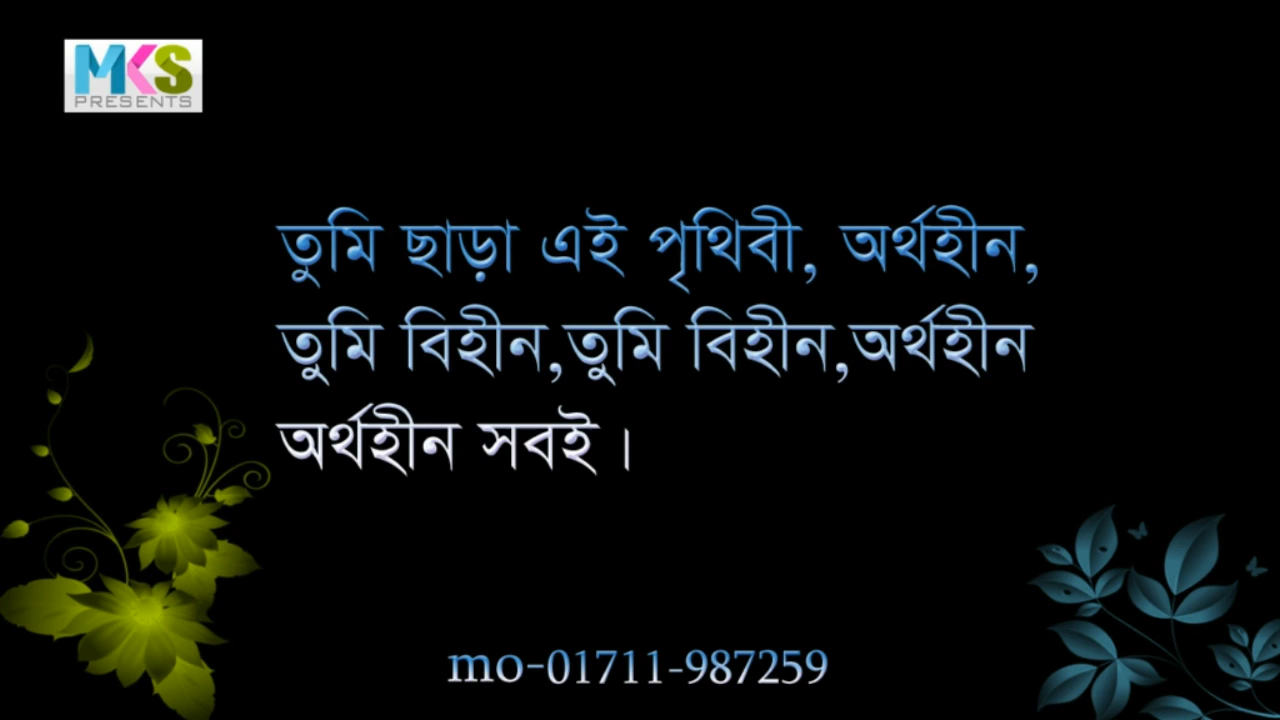 MKS
PRESENTS
তুমি ছাড়া এই পৃথিবী, অর্থহীন,
তুমি বিহীন,তুমি বিহীন,অর্থহীন
অর্থহীন সবই।
mo-01711-987259